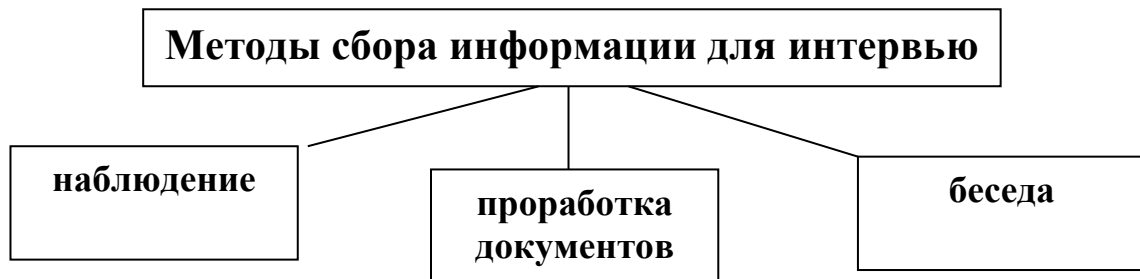 Методы сбора информации для интервью
наблюдение
проработка
документов
беседа